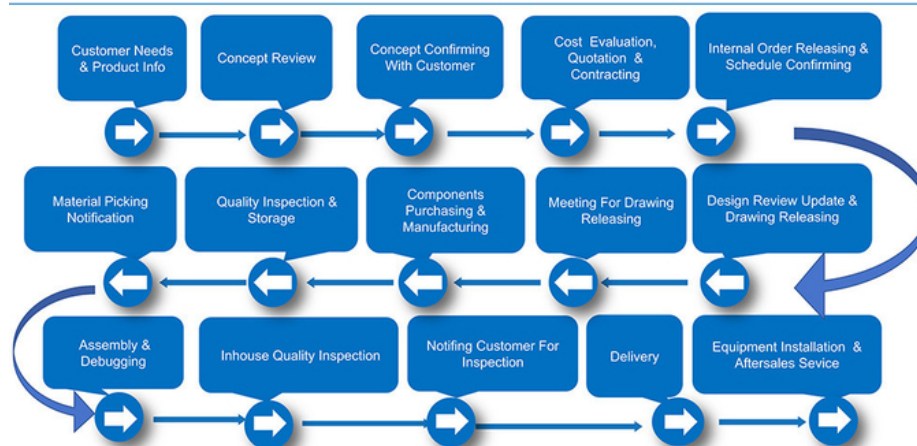 Customer Needs
& Product Info
Concept Review
Concept Confirming
With Customer
Cost Evaluation,
Quotation &
Contracting
Internal Order Releasing &
Schedule Confirming
Material Picking
Notification
Quality Inspection &
Storage
Components
Purchasing &
Manufacturing
Meeting For Drawing
Releasing
Design Review Update &
Drawing Releasing
Assembly &
Debugging
Inhouse Quality Inspection
Notifing Customer For
Inspection
Delivery
Equipment Installation &
Aftersales Sevice